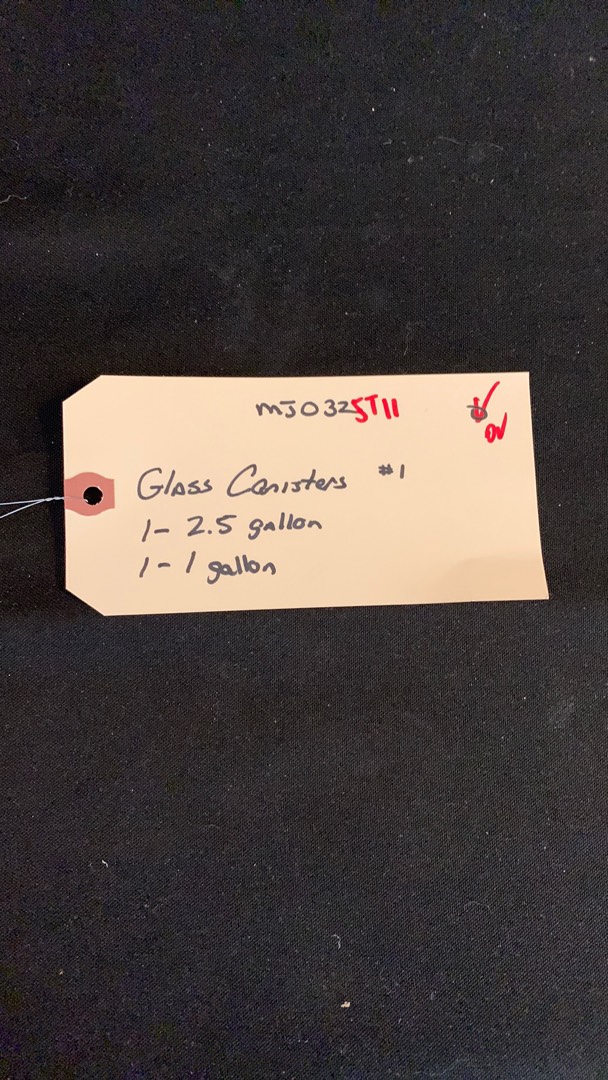 MJ0325T11
Glass Canisters #1
1- 2.5 gallon
1- 1 gallon